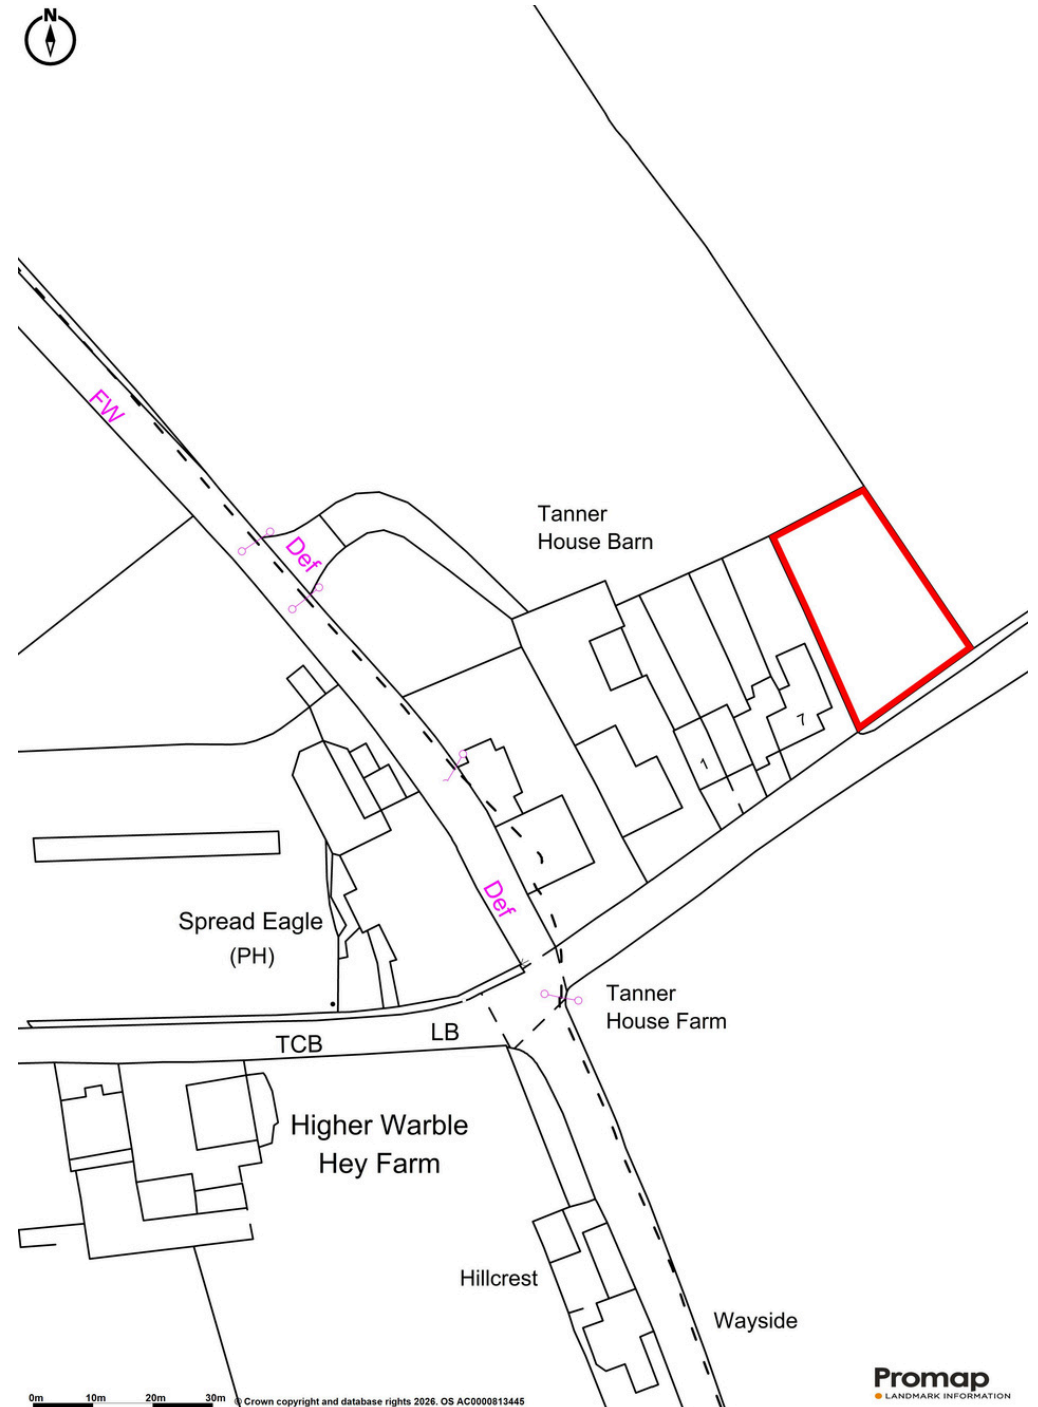 N
FW
Def
Tanner
House Barn
7
1
Def
Spread Eagle
(PH)
Tanner
House Farm
LB
TCB
Higher Warble
Hey Farm
Hillcrest
Wayside
Promap
LANDMARK INFORMATION
0m 10m 20m 30m
© Crown copyright and database rights 2026. OS AC0000813445